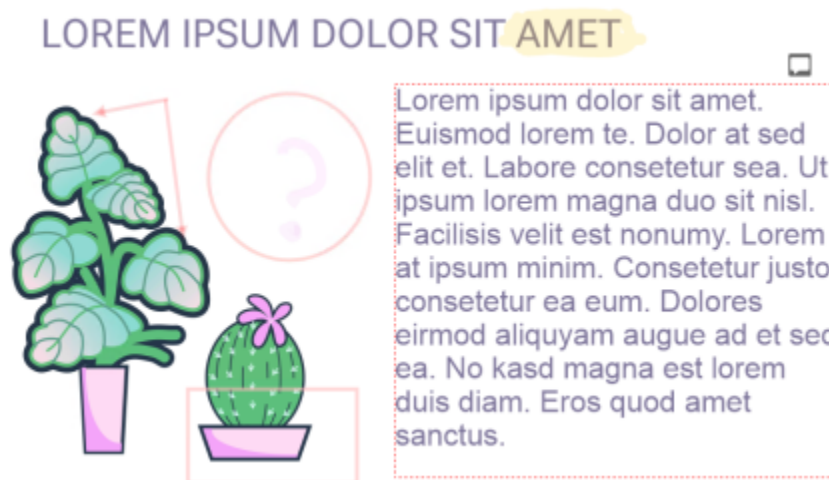 LOREM IPSUM DOLOR SIT AMET
?
Lorem ipsum dolor sit amet.
Euismod lorem te. Dolor at sed
elit et. Labore consetetur sea. Ut
ipsum lorem magna duo sit nisl.
Facilisis velit est nonumy. Lorem
at ipsum minim. Consetetur justo
consetetur ea eum. Dolores
eirmod aliquyam augue ad et sed
ea. No kasd magna est lorem
duis diam. Eros quod amet
sanctus.